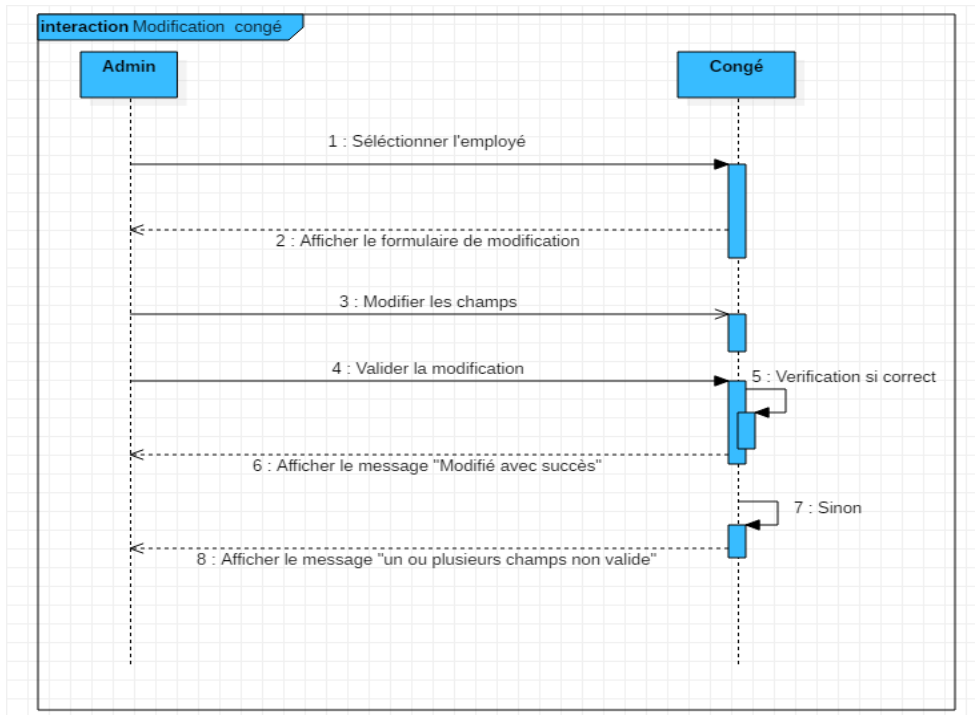 interaction Modification congé
Admin
Congé
1 : Séléctionner l'employé
2 : Afficher le formulaire de modification
3 : Modifier les champs
4 : Valider la modification
5 : Verification si correct
6 : Afficher le message "Modifié avec succès"
7 : Sinon
8 : Afficher le message "un ou plusieurs champs non valide"